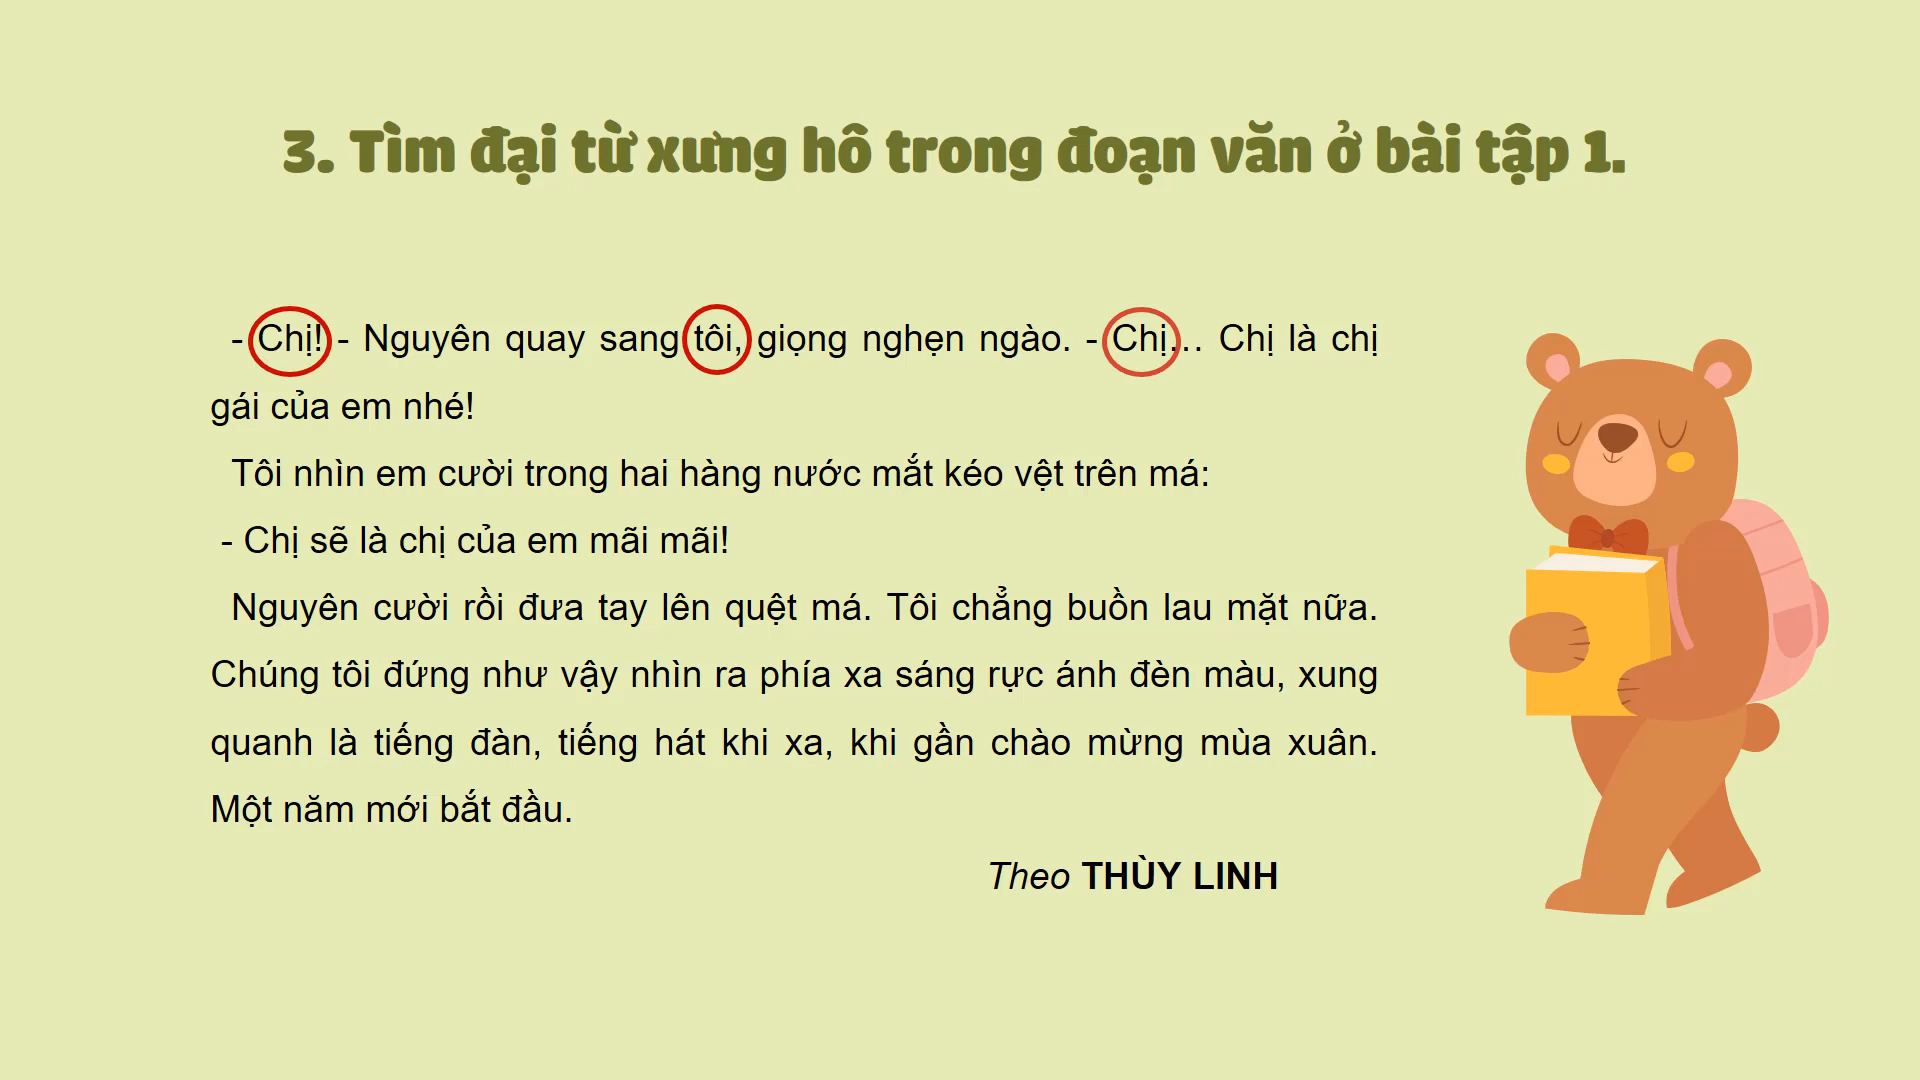 3. Tìm đại từ xưng hô trong đoạn văn ở bài tập 1.
- Chị! - Nguyên quay sang tôi, giọng nghẹn ngào. - Chị… Chị là chị
gái của em nhé!
Tôi nhìn em cười trong hai hàng nước mắt kéo vệt trên má:
- Chị sẽ là chị của em mãi mãi!
Nguyên cười rồi đưa tay lên quệt má. Tôi chẳng buồn lau mặt nữa.
Chúng tôi đứng như vậy nhìn ra phía xa sáng rực ánh đèn màu, xung
quanh là tiếng đàn, tiếng hát khi xa, khi gần chào mừng mùa xuân.
Một năm mới bắt đầu.
Theo THÙY LINH